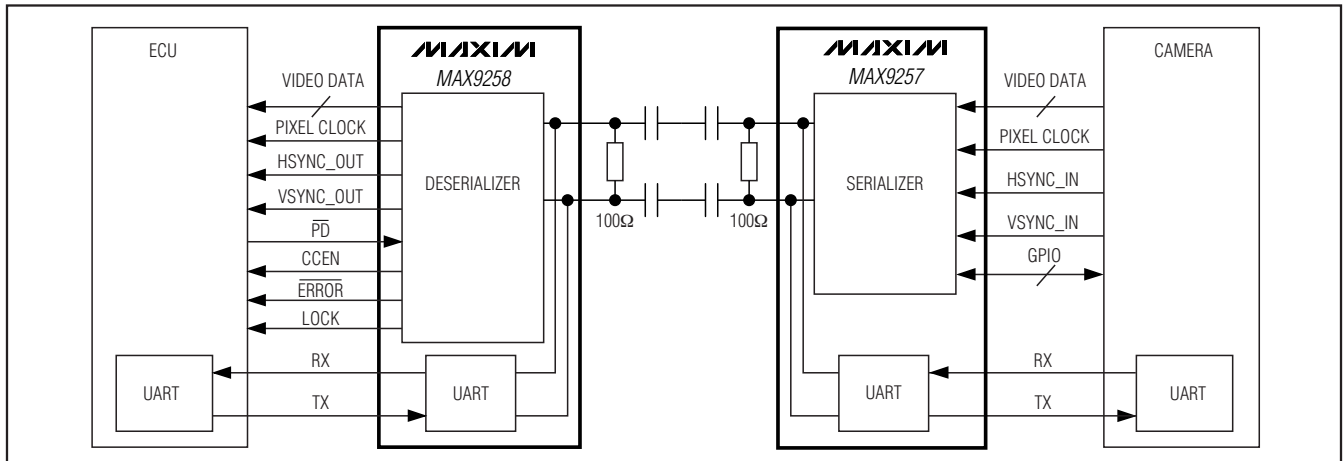 ECU
MAXIM
MAX9258
VIDEO DATA
PIXEL CLOCK
HSYNC_OUT
VSYNC_OUT
PD
CCEN
ERROR
LOCK
DESERIALIZER
RX
TX
UART
UART
100Ω
100Ω
MAXIM
MAX9257
SERIALIZER
UART
CAMERA
VIDEO DATA
PIXEL CLOCK
HSYNC_IN
VSYNC_IN
GPIO
RX
TX
UART